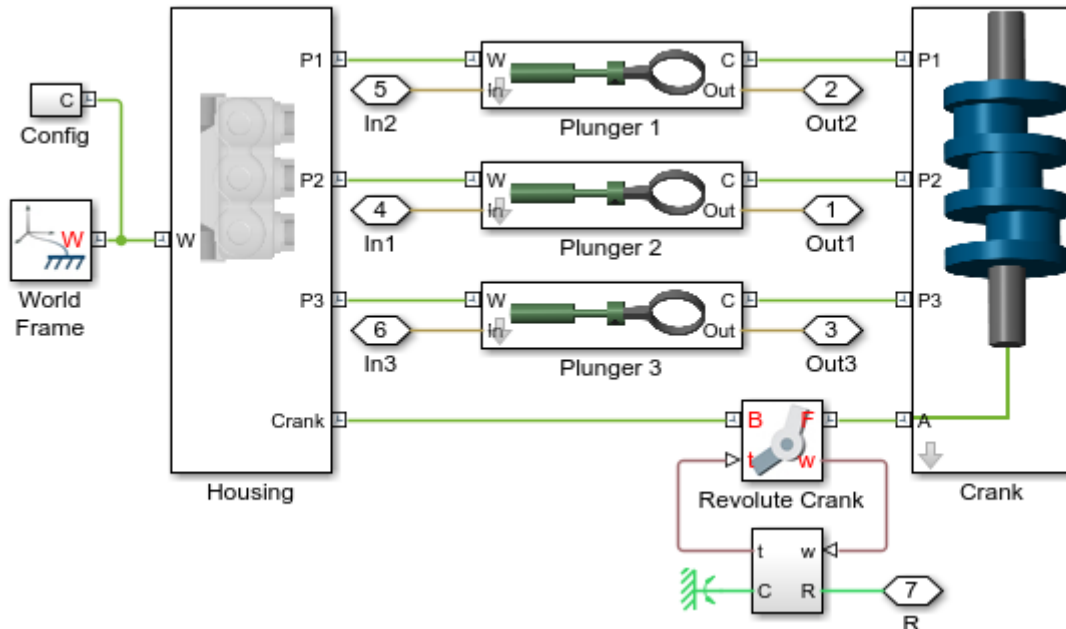 P1
W
C
P1
5
In
Out
2
In2
Plunger 1
Out2
C
Config
P2
W
C
P2
4
In
Out
1
In1
Plunger 2
Out1
W
W
World
Frame
P3
W
C
P3
6
In
Out
3
In3
Plunger 3
Out3
Crank
B
F
A
t
w
Housing
Revolute Crank
Crank
t
w
C
R
7
R